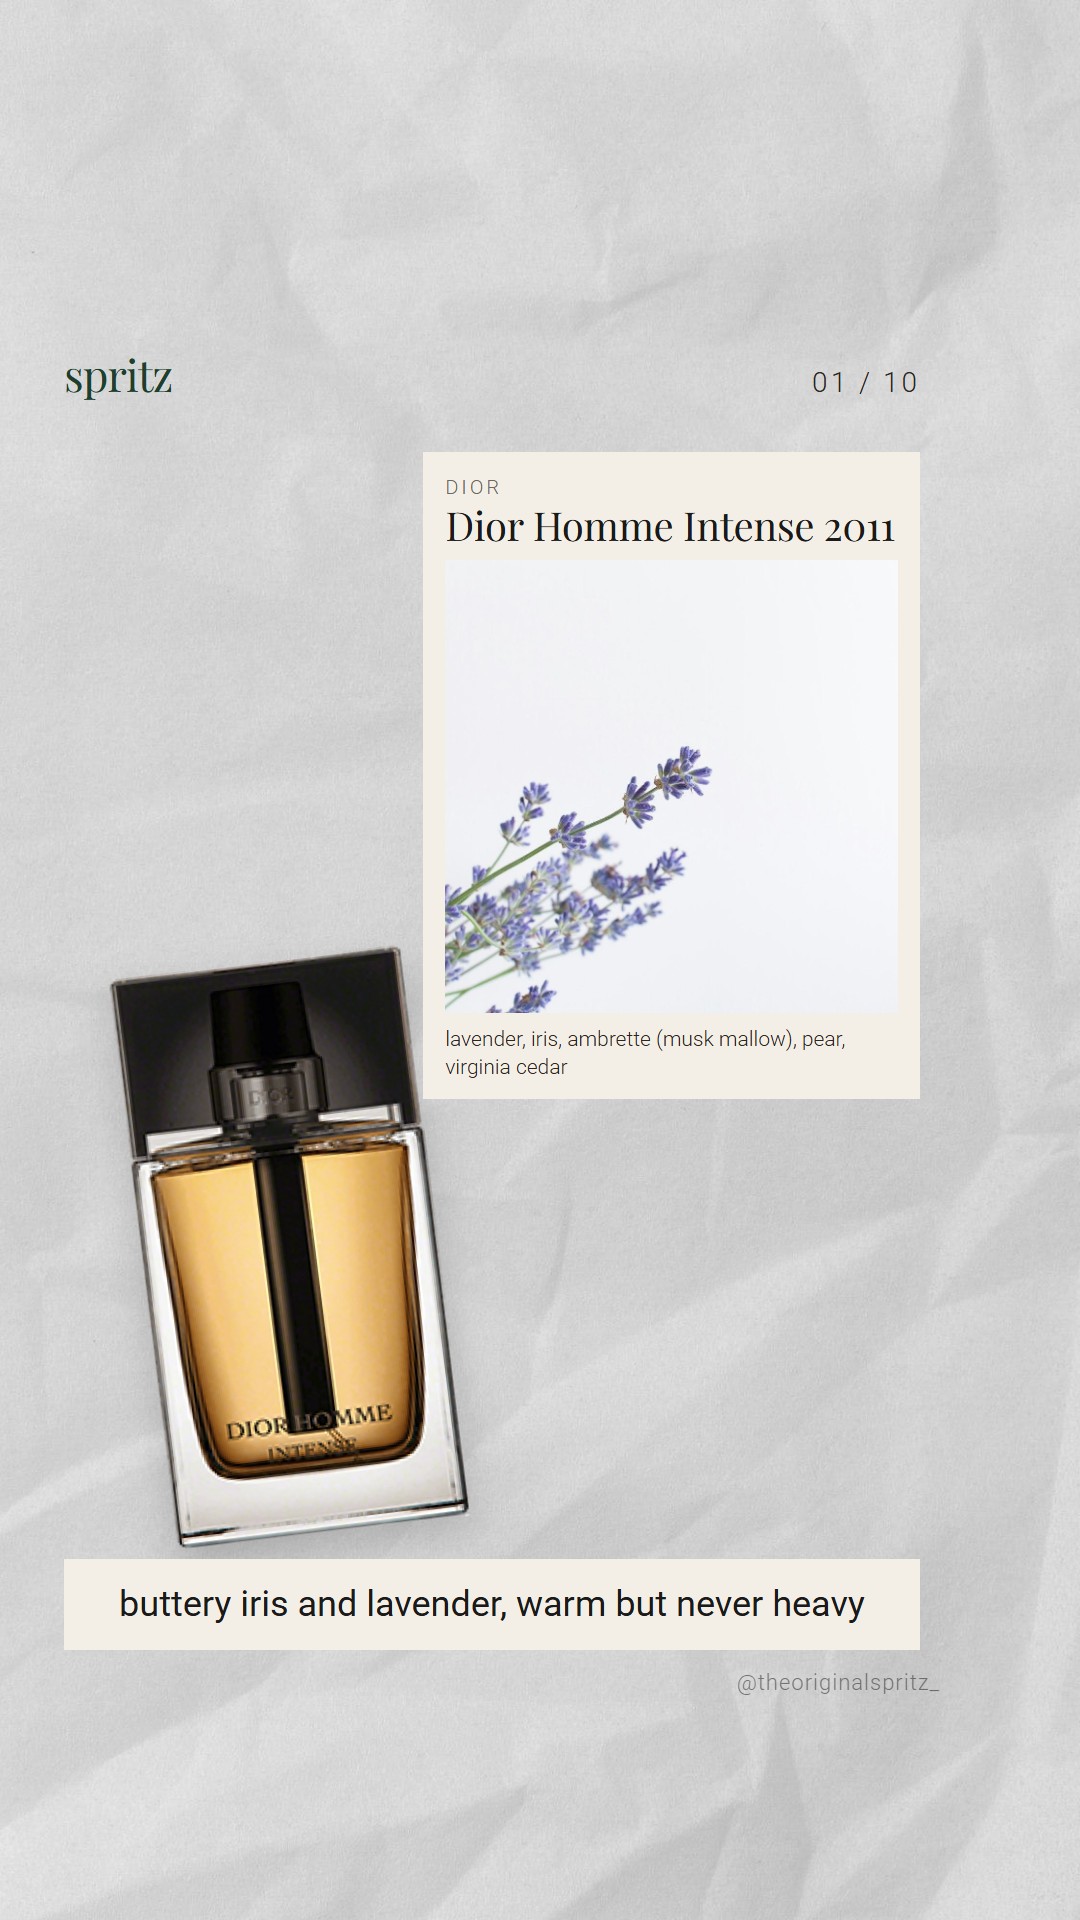 spritz
01 / 10
DIOR
Dior Homme Intense 2011
lavender, iris, ambrette (musk mallow), pear,
virginia cedar
DIOR
DIOR HOMME
INTENSE
buttery iris and lavender, warm but never heavy
@theoriginalspritz_